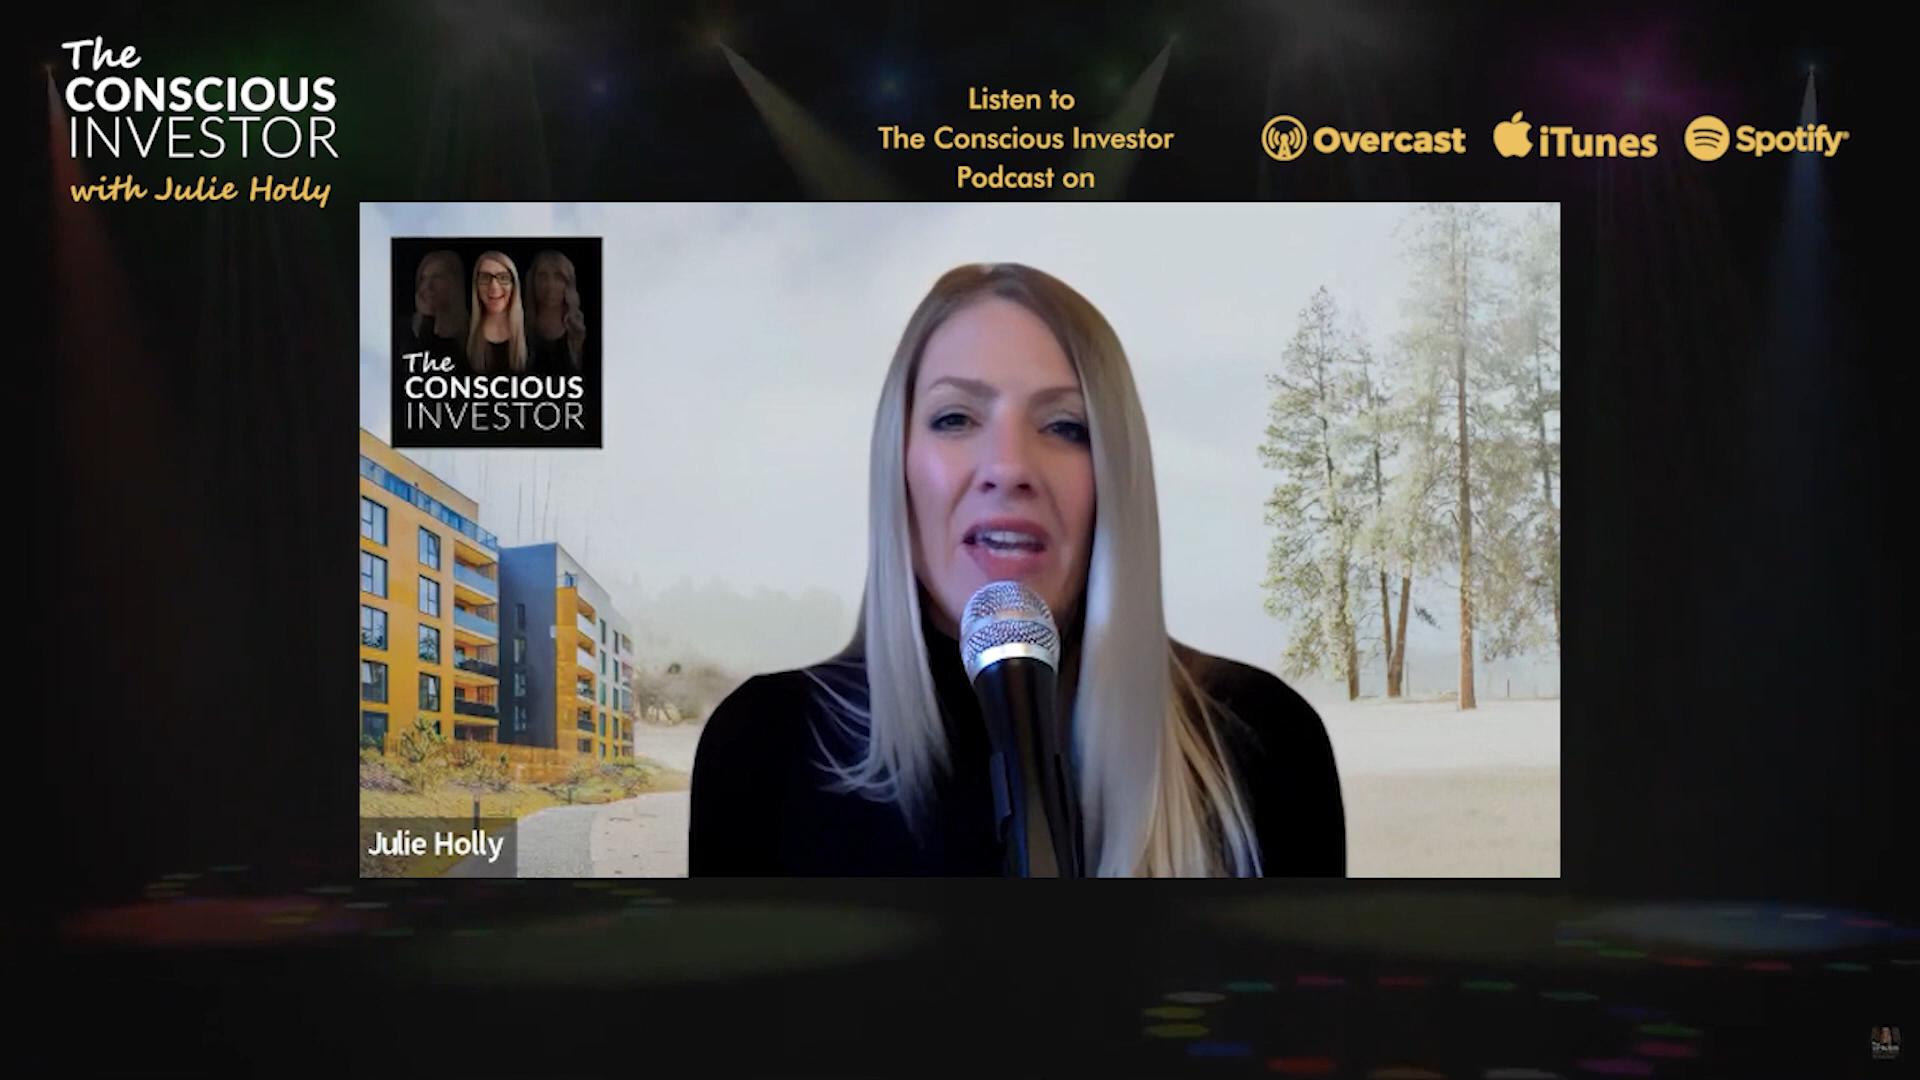 The
CONSCIOUS
INVESTOR
with Julie Holly
Listen to
The Conscious Investor
Podcast on
Overcast
iTunes
Spotify
The
CONSCIOUS
INVESTOR
Julie Holly